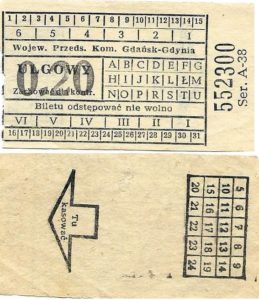 1 2 3 4 5 6 7 8 9 10 11 12 13 14 15
6 5 4 3 2 1
Wojew. Przeds. Kom. Gdańsk-Gdynia
ULGOWY
Zachować do kontr.
A B C D E F G
H I J K L Ł M
N O P R S T U
Biletu odstępować nie wolno
VI V IV III II I
16 17 18 19 20 21 22 23 24 25 26 27 28 29 30 31
552300
Ser. A-38
Tu
kasować
5 6 7 8 9
10 11 12 13 14
15 16 17 18 19
20 21 22 23 24